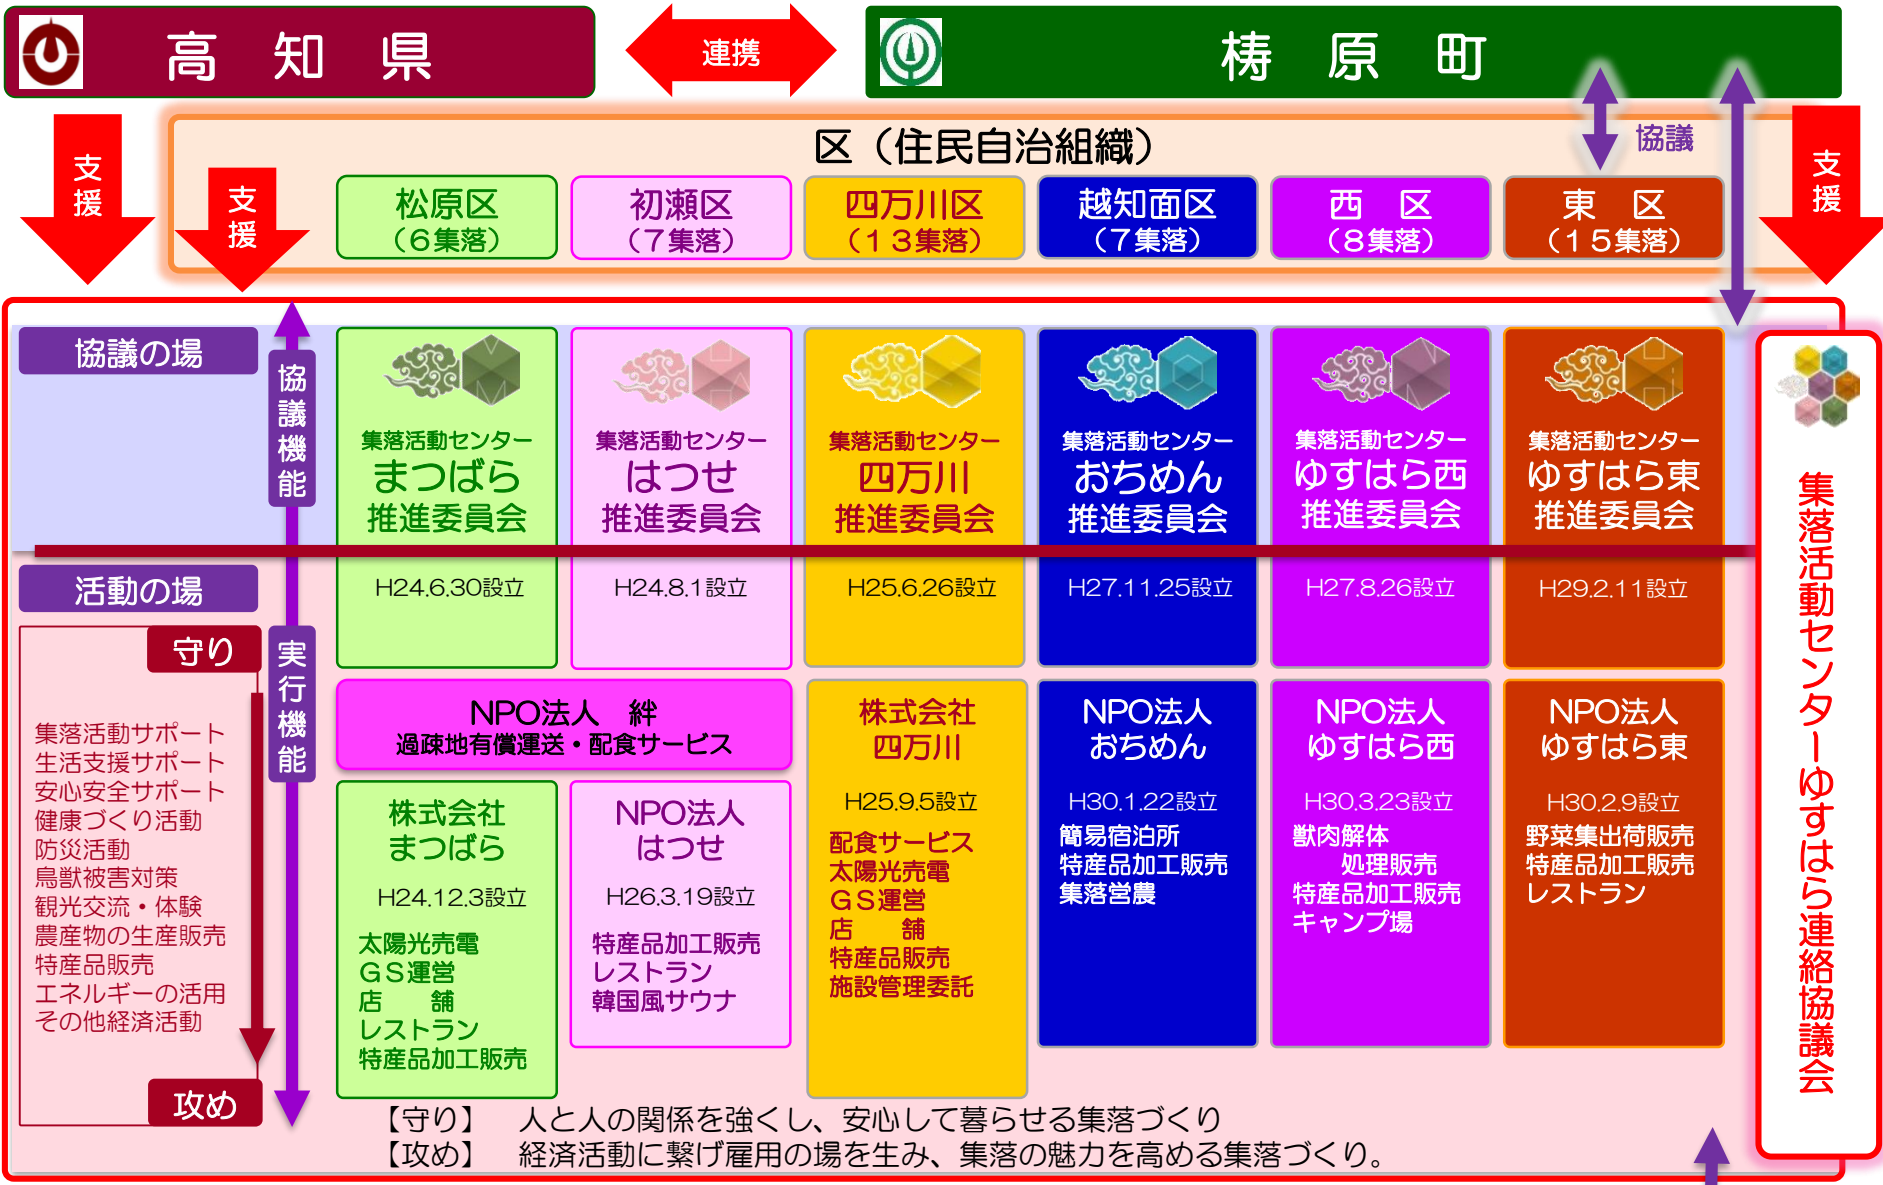 高知県
連携
梼原町
支援
支援
区（住民自治組織）
協議
支援
松原区
（６集落）
初瀬区
（７集落）
四万川区
（１３集落）
越知面区
（７集落）
西　区
（８集落）
東　区
（１５集落）
協議の場
協議機能
集落活動センター
まつばら
推進委員会
H24.6.30設立
集落活動センター
はつせ
推進委員会
H24.8.1設立
集落活動センター
四万川
推進委員会
H25.6.26設立
集落活動センター
おちめん
推進委員会
H27.11.25設立
集落活動センター
ゆすはら西
推進委員会
H27.8.26設立
集落活動センター
ゆすはら東
推進委員会
H29.2.11設立
集落活動センターゆすはら連絡協議会
活動の場
実行機能
守り
集落活動サポート
生活支援サポート
安心安全サポート
健康づくり活動
防災活動
鳥獣被害対策
観光交流・体験
農産物の生産販売
特産品販売
エネルギーの活用
その他経済活動
攻め
NPO法人　絆
過疎地有償運送・配食サービス
株式会社
まつばら
H24.12.3設立
太陽光売電
ＧＳ運営
店　　舗
レストラン
特産品加工販売
NPO法人
はつせ
H26.3.19設立
特産品加工販売
レストラン
韓国風サウナ
株式会社
四万川
H25.9.5設立
配食サービス
太陽光売電
ＧＳ運営
店　　舗
特産品販売
施設管理委託
NPO法人
おちめん
H30.1.22設立
簡易宿泊所
特産品加工販売
集落営農
NPO法人
ゆすはら西
H30.3.23設立
獣肉解体
処理販売
特産品加工販売
キャンプ場
NPO法人
ゆすはら東
H30.2.9設立
野菜集出荷販売
特産品加工販売
レストラン
【守り】　人と人の関係を強くし、安心して暮らせる集落づくり
【攻め】　経済活動に繋げ雇用の場を生み、集落の魅力を高める集落づくり。